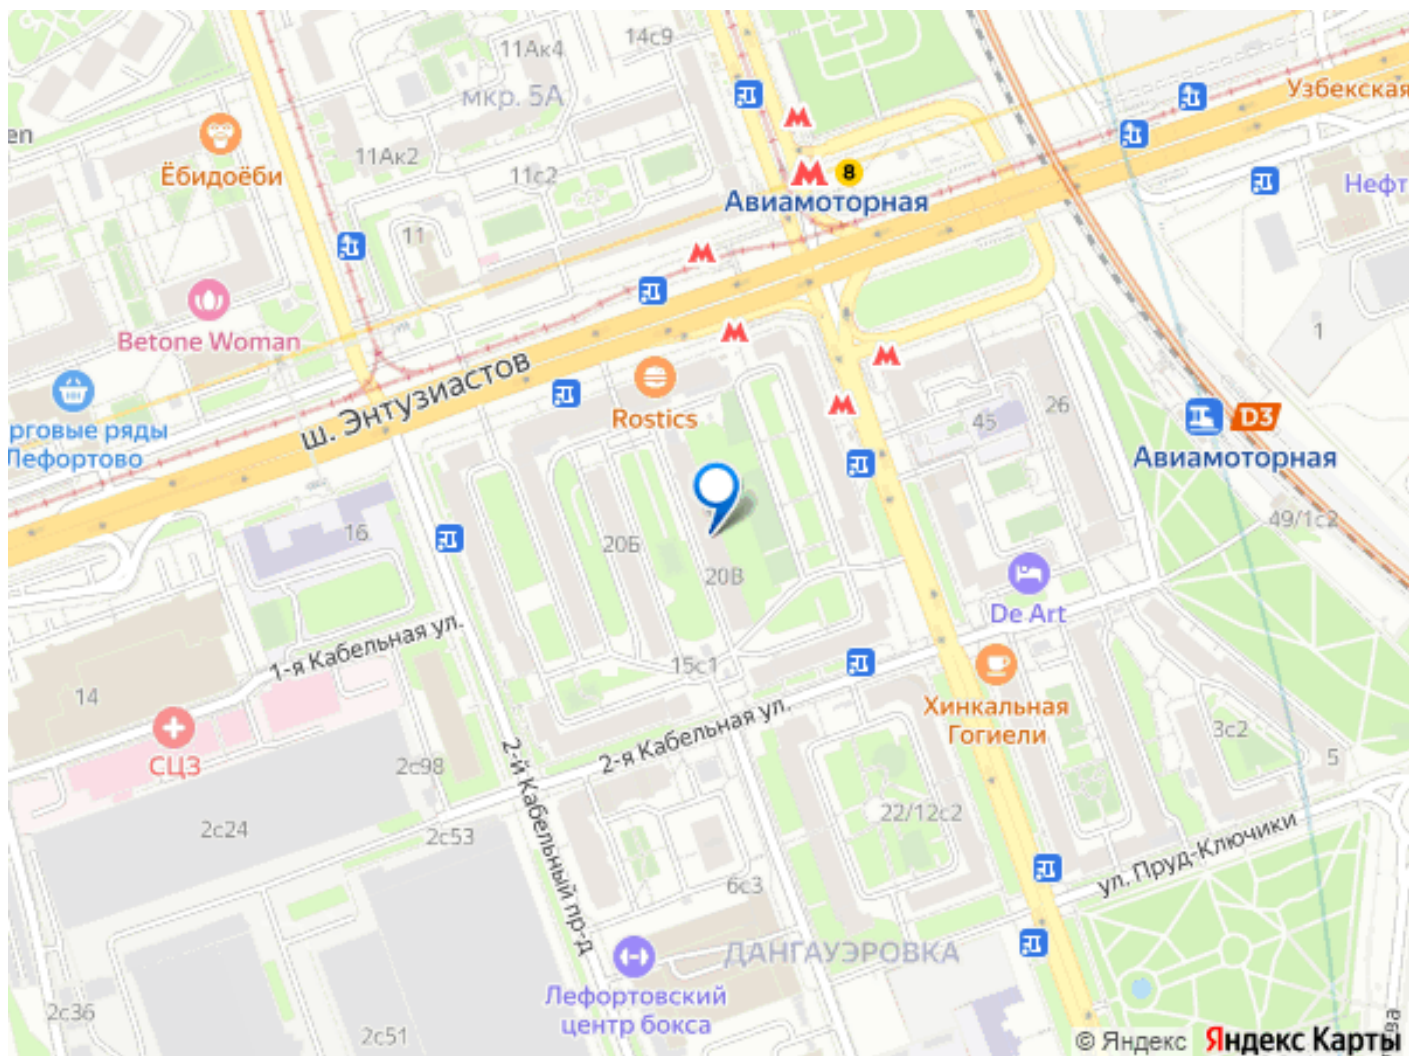 14с9
11Ак4
мкр. 5А
Узбекская
en
Ёбидоёби
11Ак2
11с2
8
Авиамоторная
Нефт
11
Betone Woman
1
ш. Энтузиастов
Rostics
рговые ряды
Лефортово
26
45
D3
Авиамоторная
49/1с2
16
20Б
20В
De Art
1-я Кабельная ул.
15с1
14
Хинкальная
Гогиели
3с2
5
СЦЗ
2с98
2-я Кабельная ул.
2-й Кабельный пр-д
2с24
2с53
22/12с2
ул. Пруд-Ключики
6с3
ДАНГАУЭРОВКА
Лефортовский
центр бокса
2с36
2с51
ва
© Яндекс Яндекс Карты